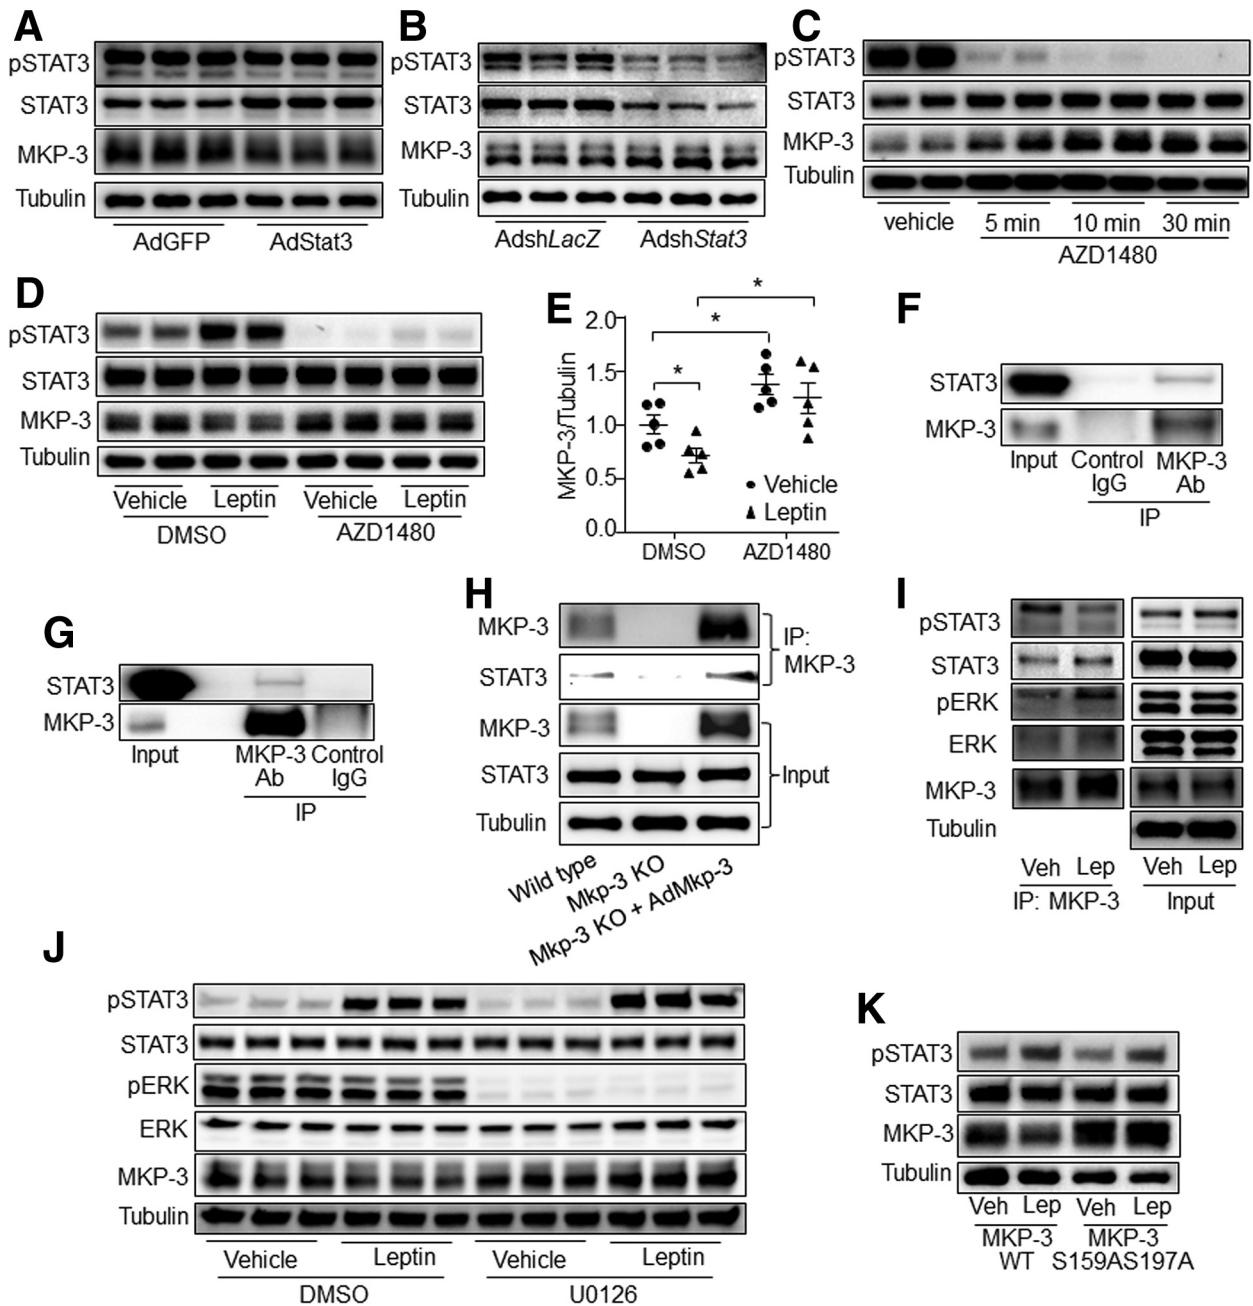 A
pSTAT3
STAT3
MKP-3
Tubulin
AdGFP AdStat3
B
pSTAT3
STAT3
MKP-3
Tubulin
AdshLacZ AdshStat3
C
pSTAT3
STAT3
MKP-3
Tubulin
vehicle 5 min 10 min 30 min
AZD1480
D
pSTAT3
STAT3
MKP-3
Tubulin
Vehicle Leptin Vehicle Leptin
DMSO AZD1480
E
MKP-3/Tubulin
2.0
1.5
1.0
0.5
0.0
*
*
*
Vehicle
Leptin
DMSO AZD1480
F
STAT3
MKP-3
Input Control MKP-3
IgG Ab
IP
G
STAT3
MKP-3
Input MKP-3 Control
Ab IgG
IP
H
MKP-3
STAT3
IP:
MKP-3
MKP-3
STAT3
Tubulin
Input
Wild type
Mkp-3 KO
Mkp-3 KO + AdMkp-3
I
pSTAT3
STAT3
pERK
ERK
MKP-3
Tubulin
Veh Lep Veh Lep
IP: MKP-3 Input
J
pSTAT3
STAT3
pERK
ERK
MKP-3
Tubulin
Vehicle Leptin Vehicle Leptin
DMSO U0126
K
pSTAT3
STAT3
MKP-3
Tubulin
Veh Lep Veh Lep
MKP-3 MKP-3
WT S159AS197A